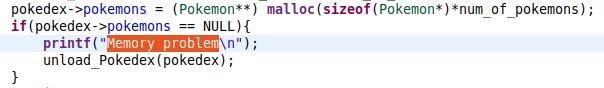 pokedex->pokemons = (Pokemon**) malloc(sizeof(Pokemon*)*num_of_pokemons);
if(pokedex->pokemons == NULL){
printf("Memory problem\n");
unload_Pokedex(pokedex);
}